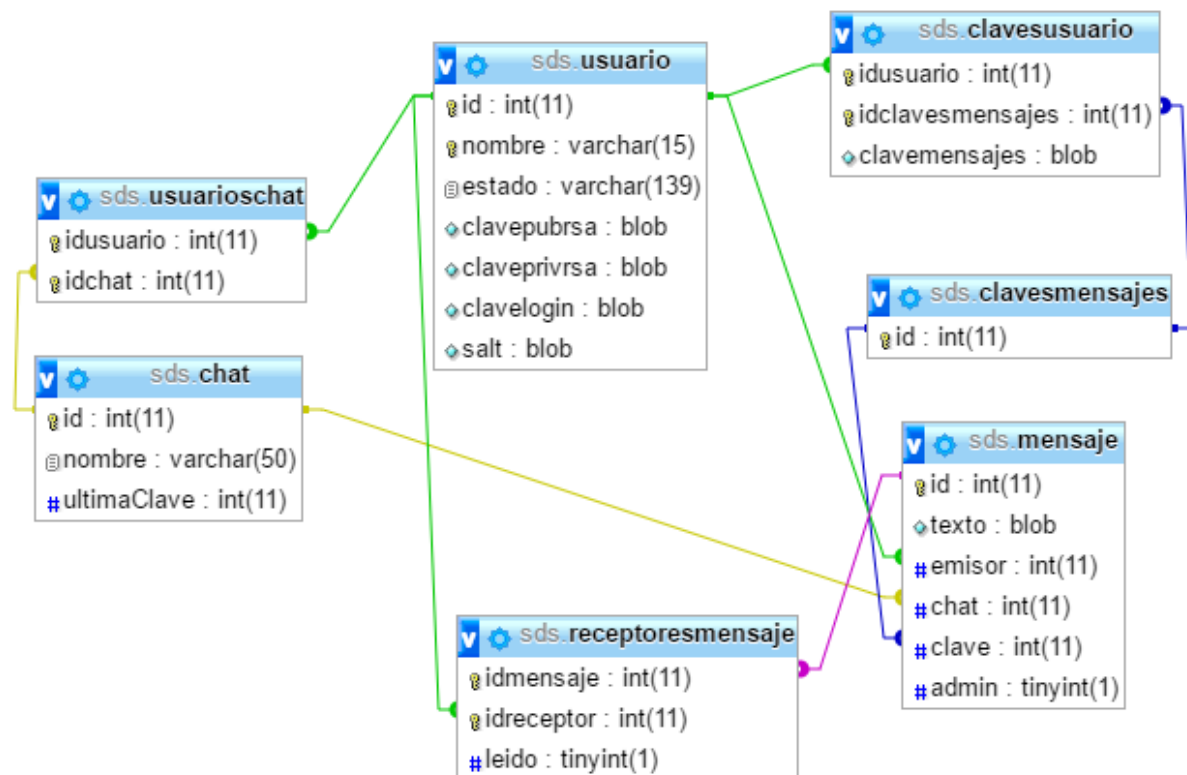 sds.usuario
id : int(11)
nombre : varchar(15)
estado : varchar(139)
clavepubrsa : blob
claveprivrsa : blob
clavelogin : blob
salt : blob
sds.clavesusuario
idusuario : int(11)
idclavesmensajes : int(11)
clavemensajes : blob
sds.usuarioschat
idusuario : int(11)
idchat : int(11)
sds.clavesmensajes
id : int(11)
sds.chat
id : int(11)
nombre : varchar(50)
ultimaClave : int(11)
sds.mensaje
id : int(11)
texto : blob
emisor : int(11)
chat : int(11)
clave : int(11)
admin : tinyint(1)
sds.receptoresmensaje
idmensaje : int(11)
idreceptor : int(11)
leido : tinyint(1)